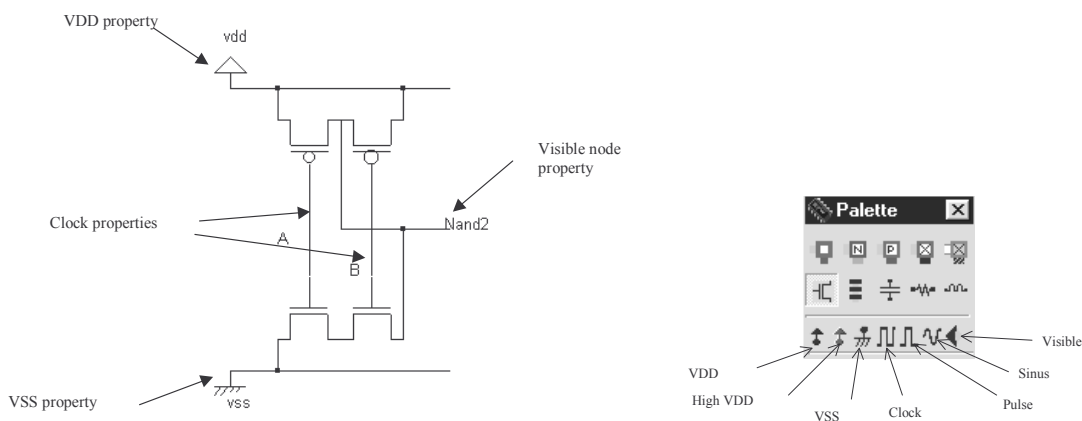 VDD property
vdd
Visible node
property
Clock properties
A
B
Nand2
VSS property
vss
Palette
N
P
Visible
VDD
Sinus
High VDD
Pulse
VSS
Clock